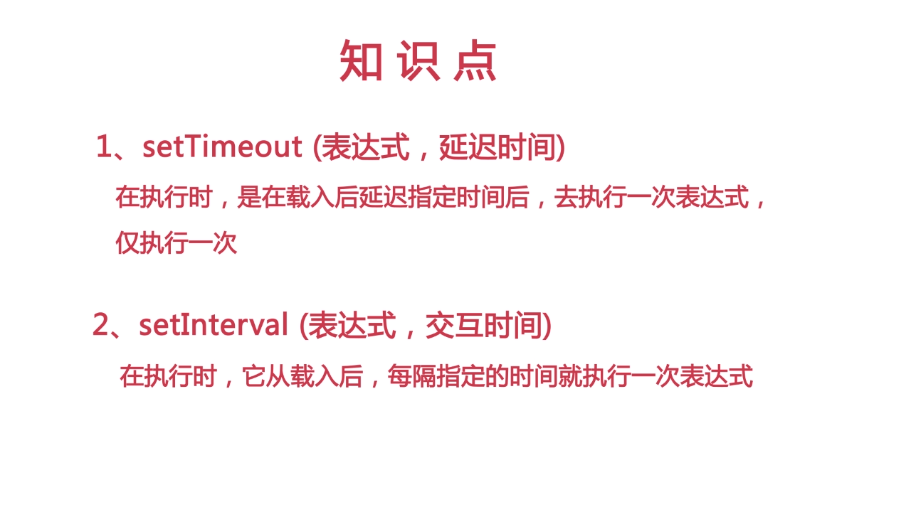 知识点
1、setTimeout (表达式，延迟时间)
在执行时，是在载入后延迟指定时间后，去执行一次表达式，
仅执行一次
2、setInterval (表达式，交互时间)
在执行时，它从载入后，每隔指定的时间就执行一次表达式